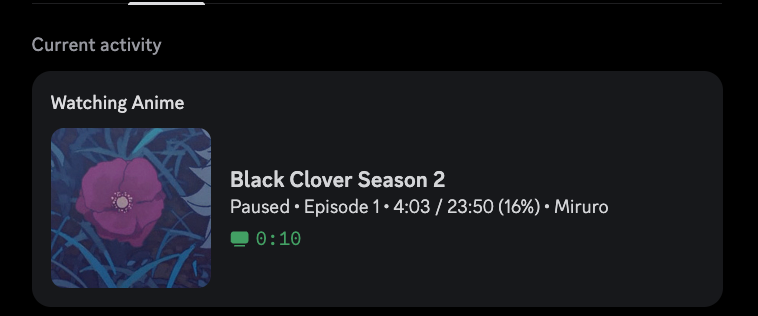 Current activity
Watching Anime
Black Clover Season 2
Paused • Episode 1 • 4:03 / 23:50 (16%) • Miruro
0:10